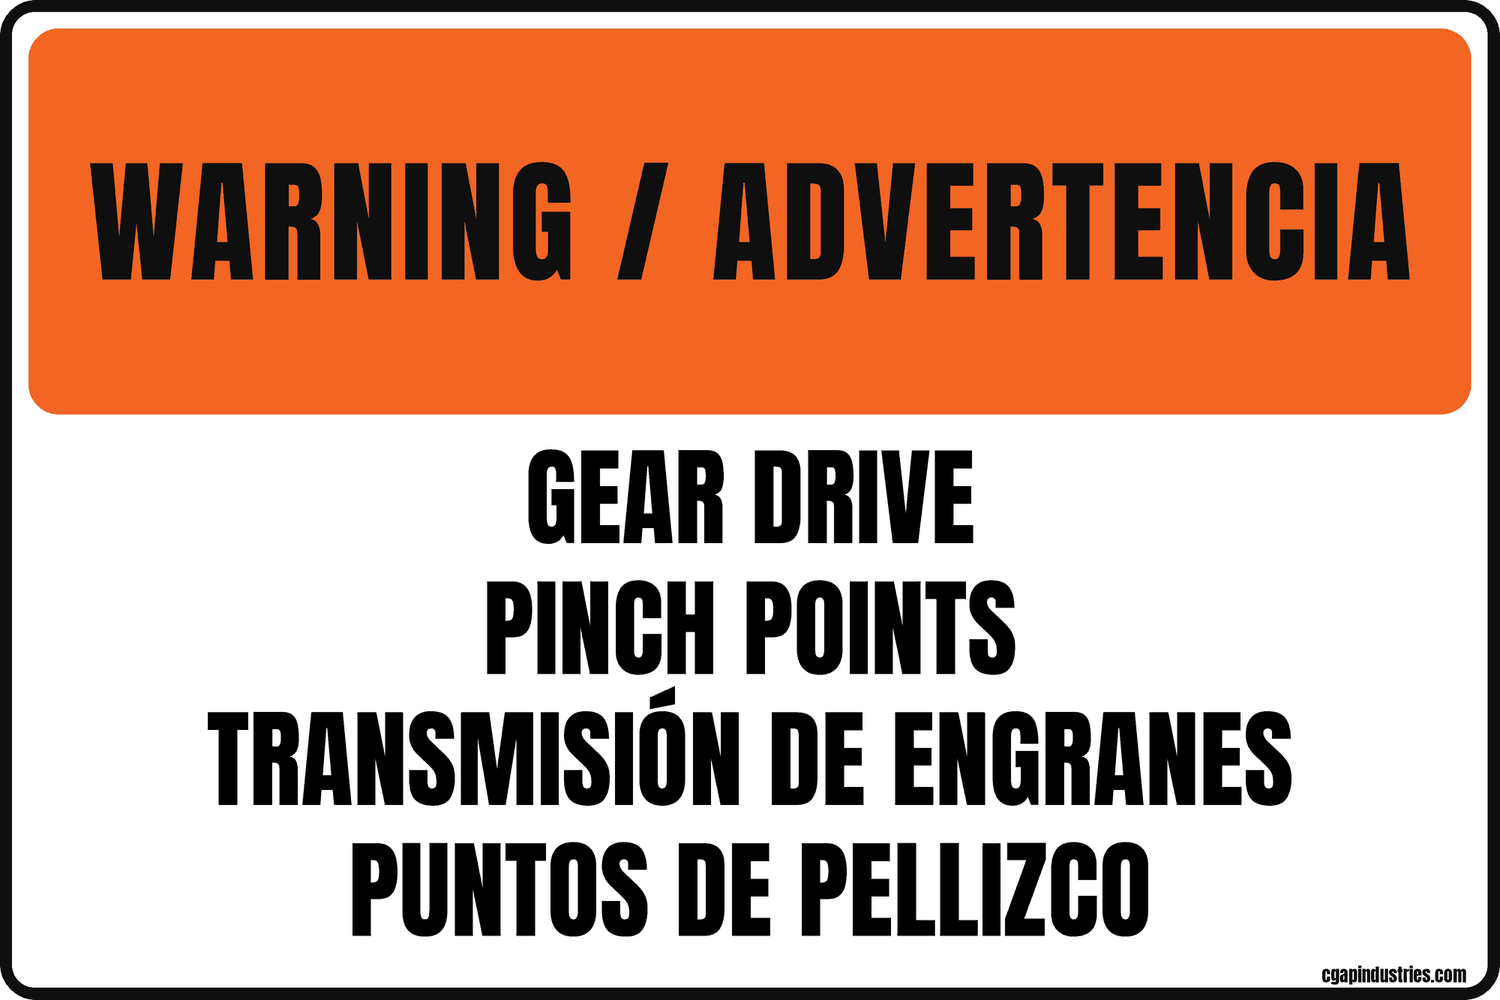 WARNING / ADVERTENCIA
GEAR DRIVE
PINCH POINTS
TRANSMISIÓN DE ENGRANES
PUNTOS DE PELLIZCO
cgapindustries.com